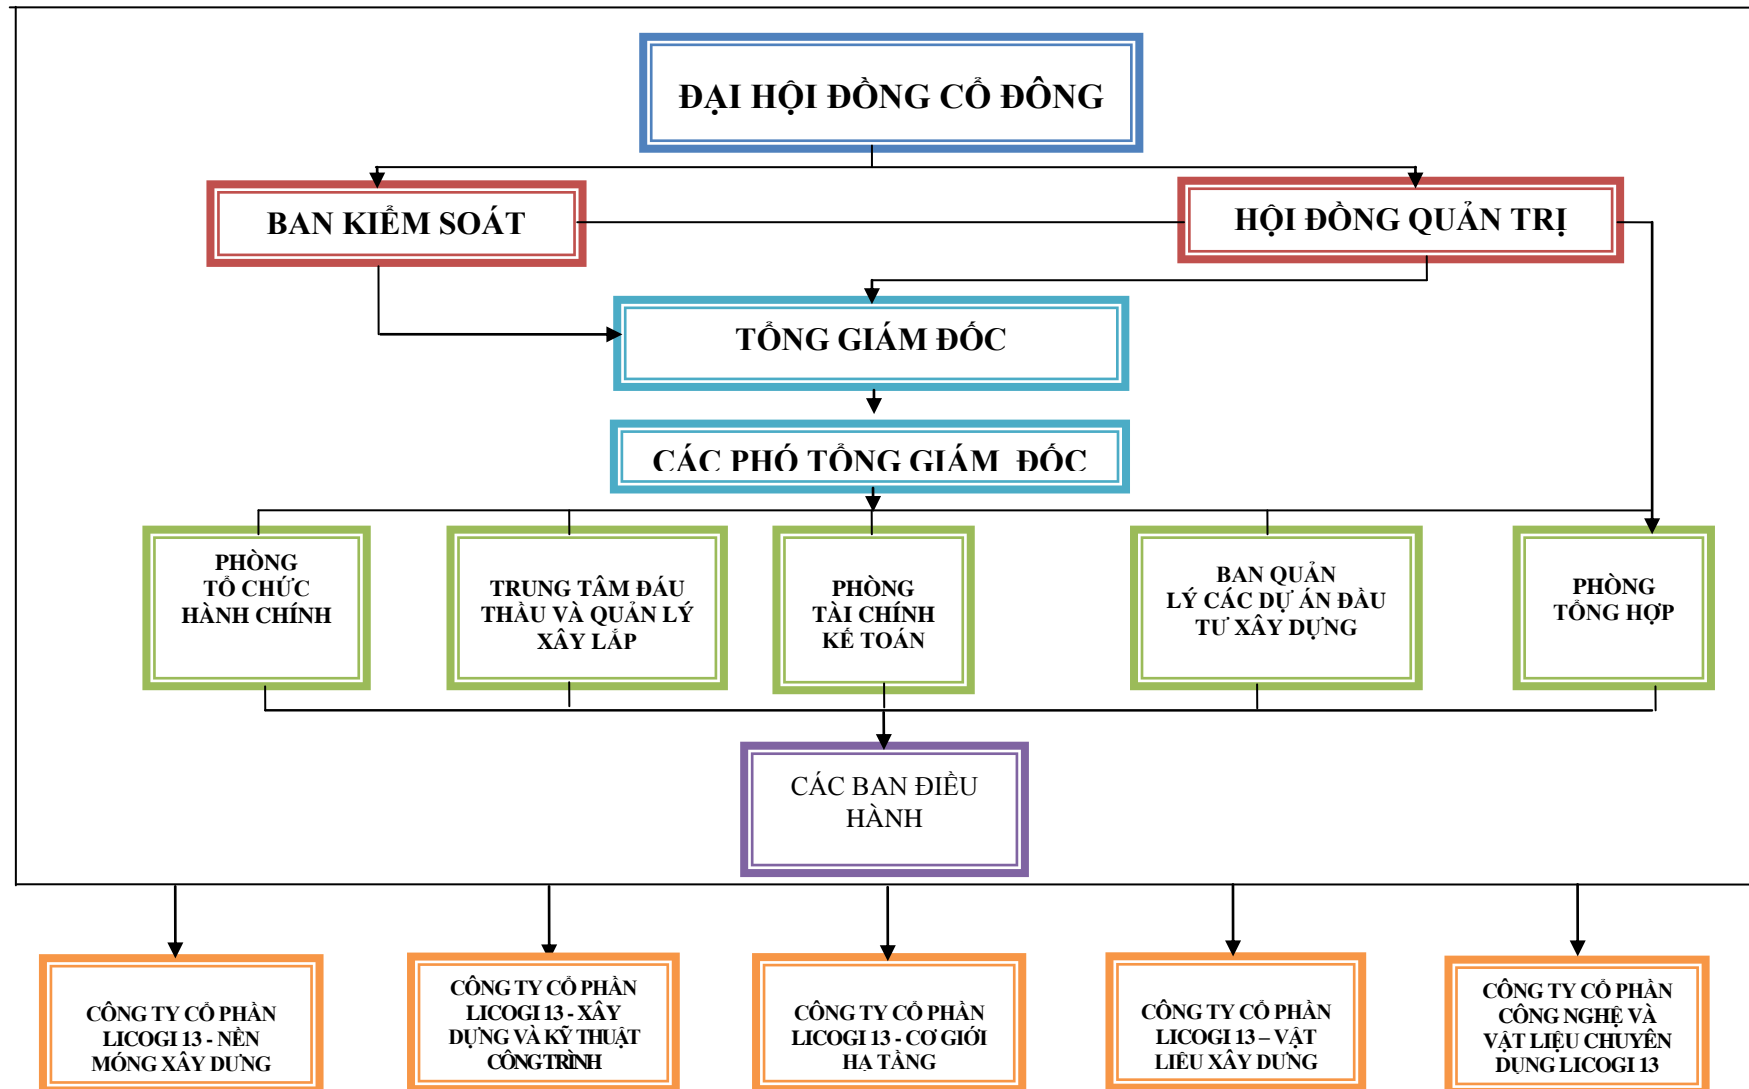 ĐẠI HỘI ĐỒNG CỔ ĐÔNG
BAN KIỂM SOÁT
HỘI ĐỒNG QUẢN TRỊ
TỔNG GIÁM ĐỐC
CÁC PHÓ TỔNG GIÁM ĐỐC
PHÒNG
TỔ CHỨC
HÀNH CHÍNH
TRUNG TÂM ĐÁU
THẦU VÀ QUẢN LÝ
XÂY LẮP
PHÒNG
TÀI CHÍNH
KẾ TOÁN
BAN QUẢN
LÝ CÁC DỰ ÁN ĐẦU
TƯ XÂY DỰNG
PHÒNG
TỔNG HỢP
CÁC BAN ĐIỀU
HÀNH
CÔNG TY CỔ PHẦN
LICOGI 13 - NỀN
MÓNG XÂY DỰNG
CÔNG TY CỔ PHẦN
LICOGI 13 - XÂY
DỰNG VÀ KỸ THUẬT
CÔNG TRÌNH
CÔNG TY CỔ PHẦN
LICOGI 13 - CƠ GIỚI
HẠ TẦNG
CÔNG TY CỔ PHẦN
LICOGI 13 – VẬT
LIỆU XÂY DỰNG
CÔNG TY CỔ PHẦN
CÔNG NGHỆ VÀ
VẬT LIỆU CHUYÊN
DỤNG LICOGI 13